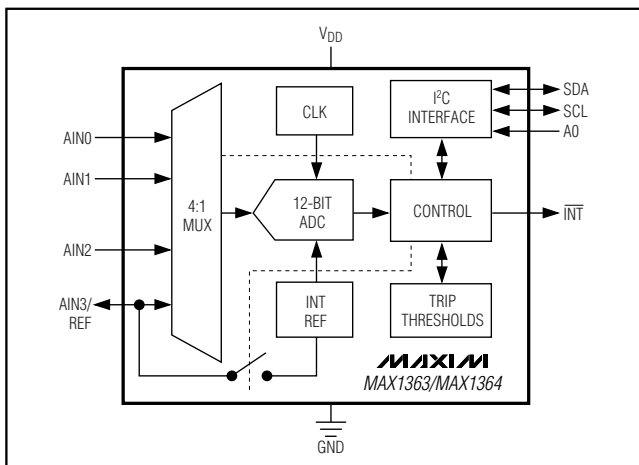 VDD
AIN0
AIN1
AIN2
AIN3/
REF
4:1
MUX
CLK
12-BIT
ADC
INT
REF
I²C
INTERFACE
CONTROL
TRIP
THRESHOLDS
SDA
SCL
A0
INT
MAXIM
MAX1363/MAX1364
GND